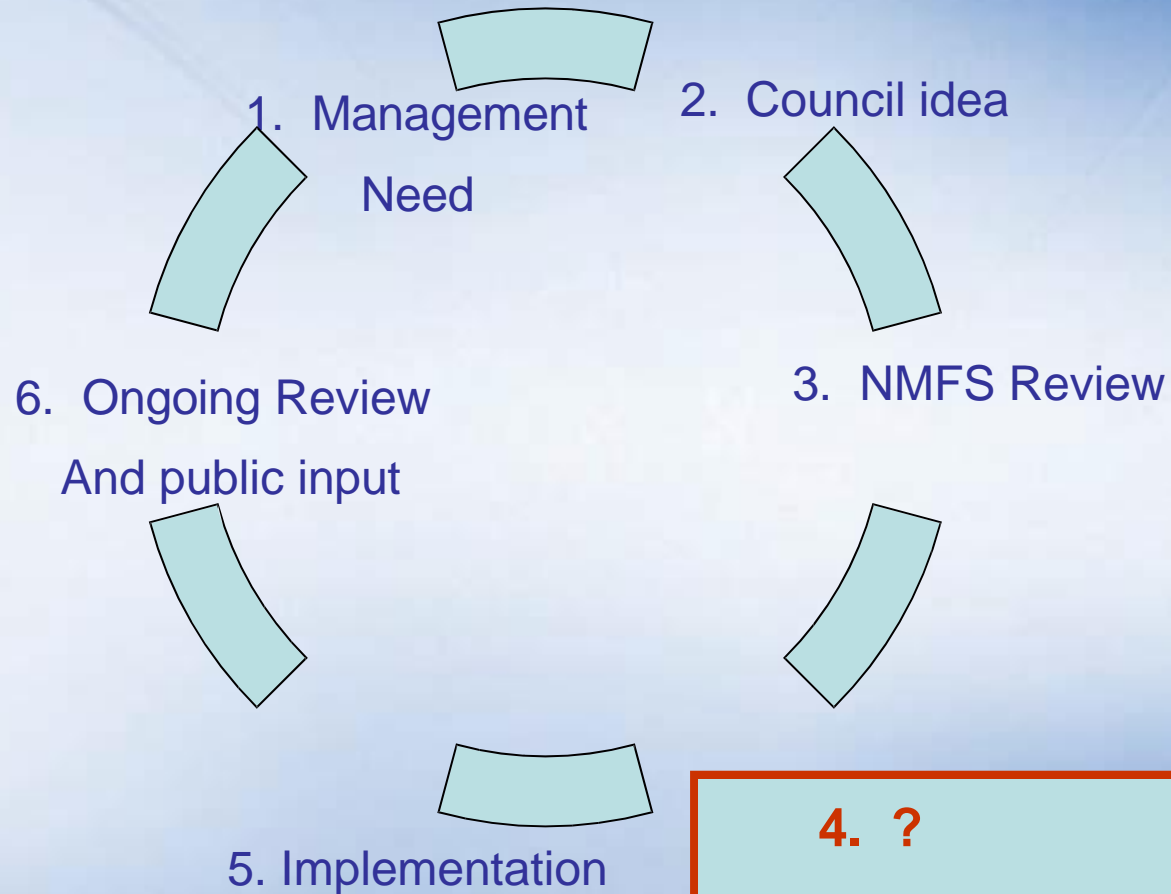 1. Management
Need
2. Council idea
3. NMFS Review
4. ?
5. Implementation
6. Ongoing Review
And public input